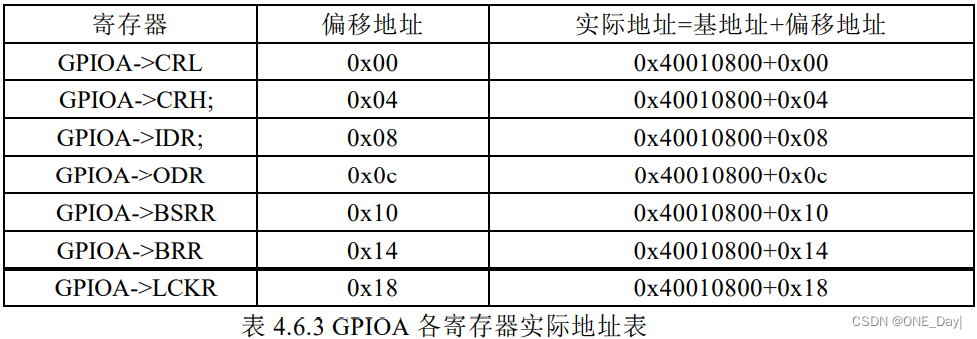 寄存器 偏移地址 实际地址=基地址+偏移地址
GPIOA->CRL 0x00 0x40010800+0x00
GPIOA->CRH; 0x04 0x40010800+0x04
GPIOA->IDR; 0x08 0x40010800+0x08
GPIOA->ODR 0x0c 0x40010800+0x0c
GPIOA->BSRR 0x10 0x40010800+0x10
GPIOA->BRR 0x14 0x40010800+0x14
GPIOA->LCKR 0x18 0x40010800+0x18
表 4.6.3 GPIOA 各寄存器实际地址表
CSDN @ONE_Day|